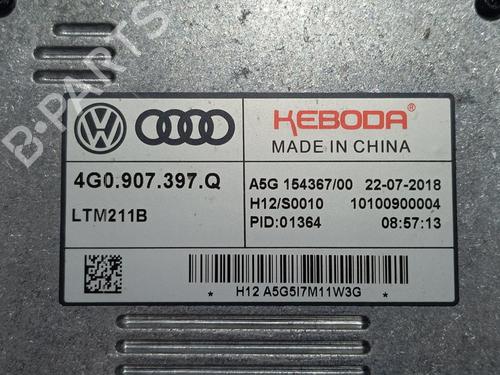 KEBODA®
MADE IN CHINA
4G0.907.397.Q
LTM211B
A5G 154367/00 22-07-2018
H12/S0010 10100900004
PID:01364 08:57:13
* H12 A5G5I7M11W3G *
B-PARTS